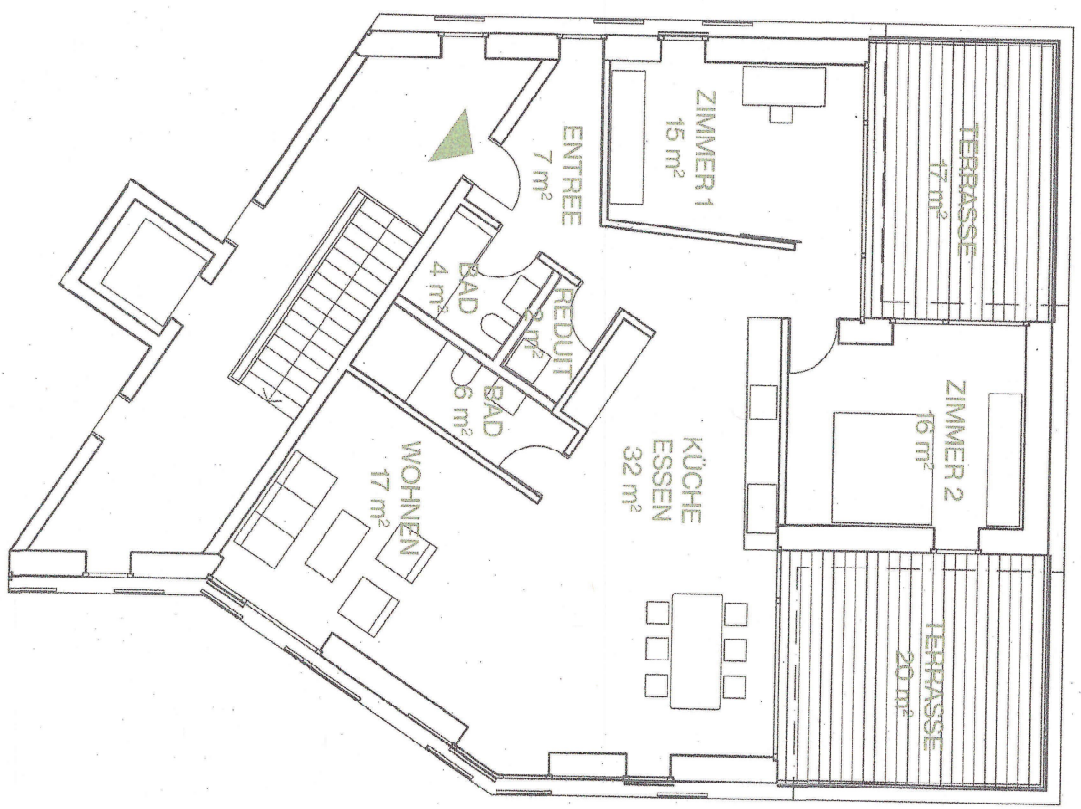 TERRASSE
17 m²
ZIMMER 1
15 m²
ENTREE
7 m²
BAD
4 m²
REDUIT
2 m²
BAD
6 m²
ZIMMER 2
16 m²
KÜCHE
ESSEN
32 m²
WOHNEN
17 m²
TERRASSE
20 m²